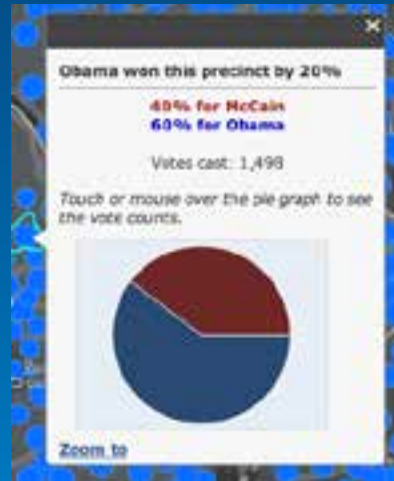 Obama won this precinct by 20%
40% for McCain
60% for Obama
Votes cast: 1,498
Touch or mouse over the pie graph to see
the vote counts.
Zoom to